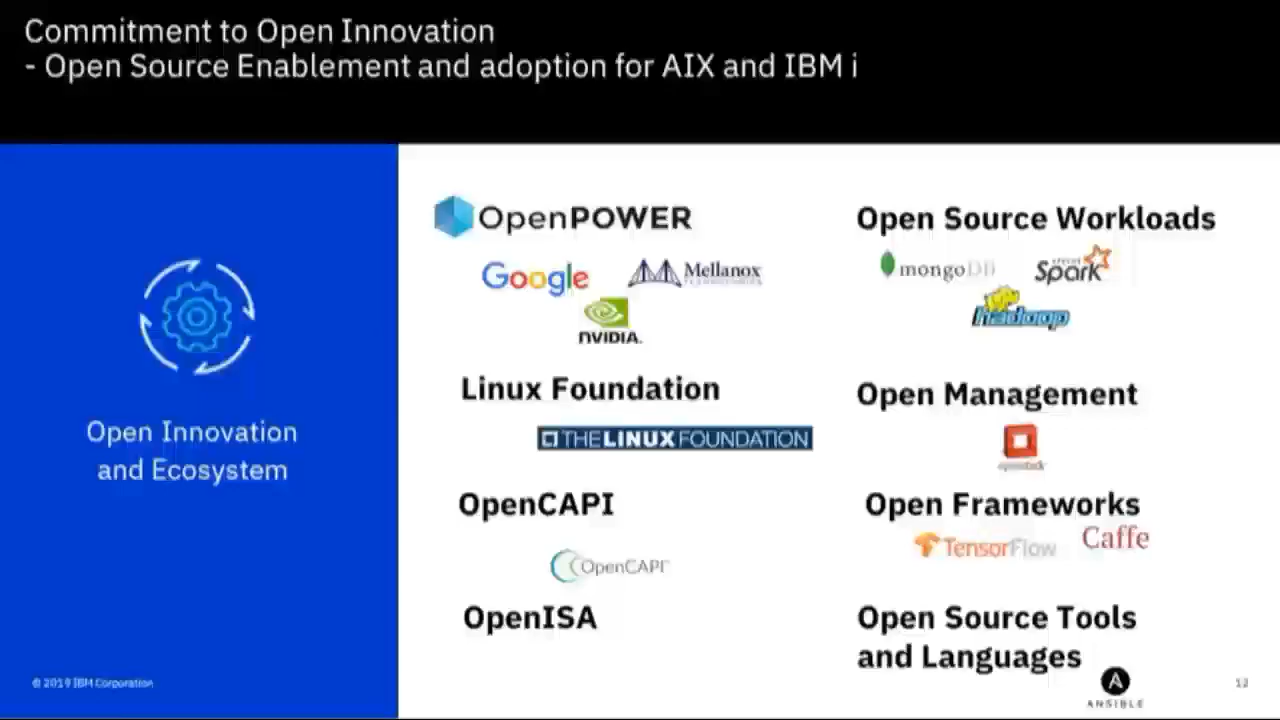 Commitment to Open Innovation
- Open Source Enablement and adoption for AIX and IBM i
Open Innovation
and Ecosystem
OpenPOWER
Google
Mellanox
NVIDIA.
Linux Foundation
THE LINUX FOUNDATION
OpenCAPI
OpenCAPI
OpenISA
Open Source Workloads
mongoDB
Spark
hadoop
Open Management
Open Frameworks
TensorFlow
Caffe
Open Source Tools
and Languages
A
ANSIBLE
© 2019 IBM Corporation
12